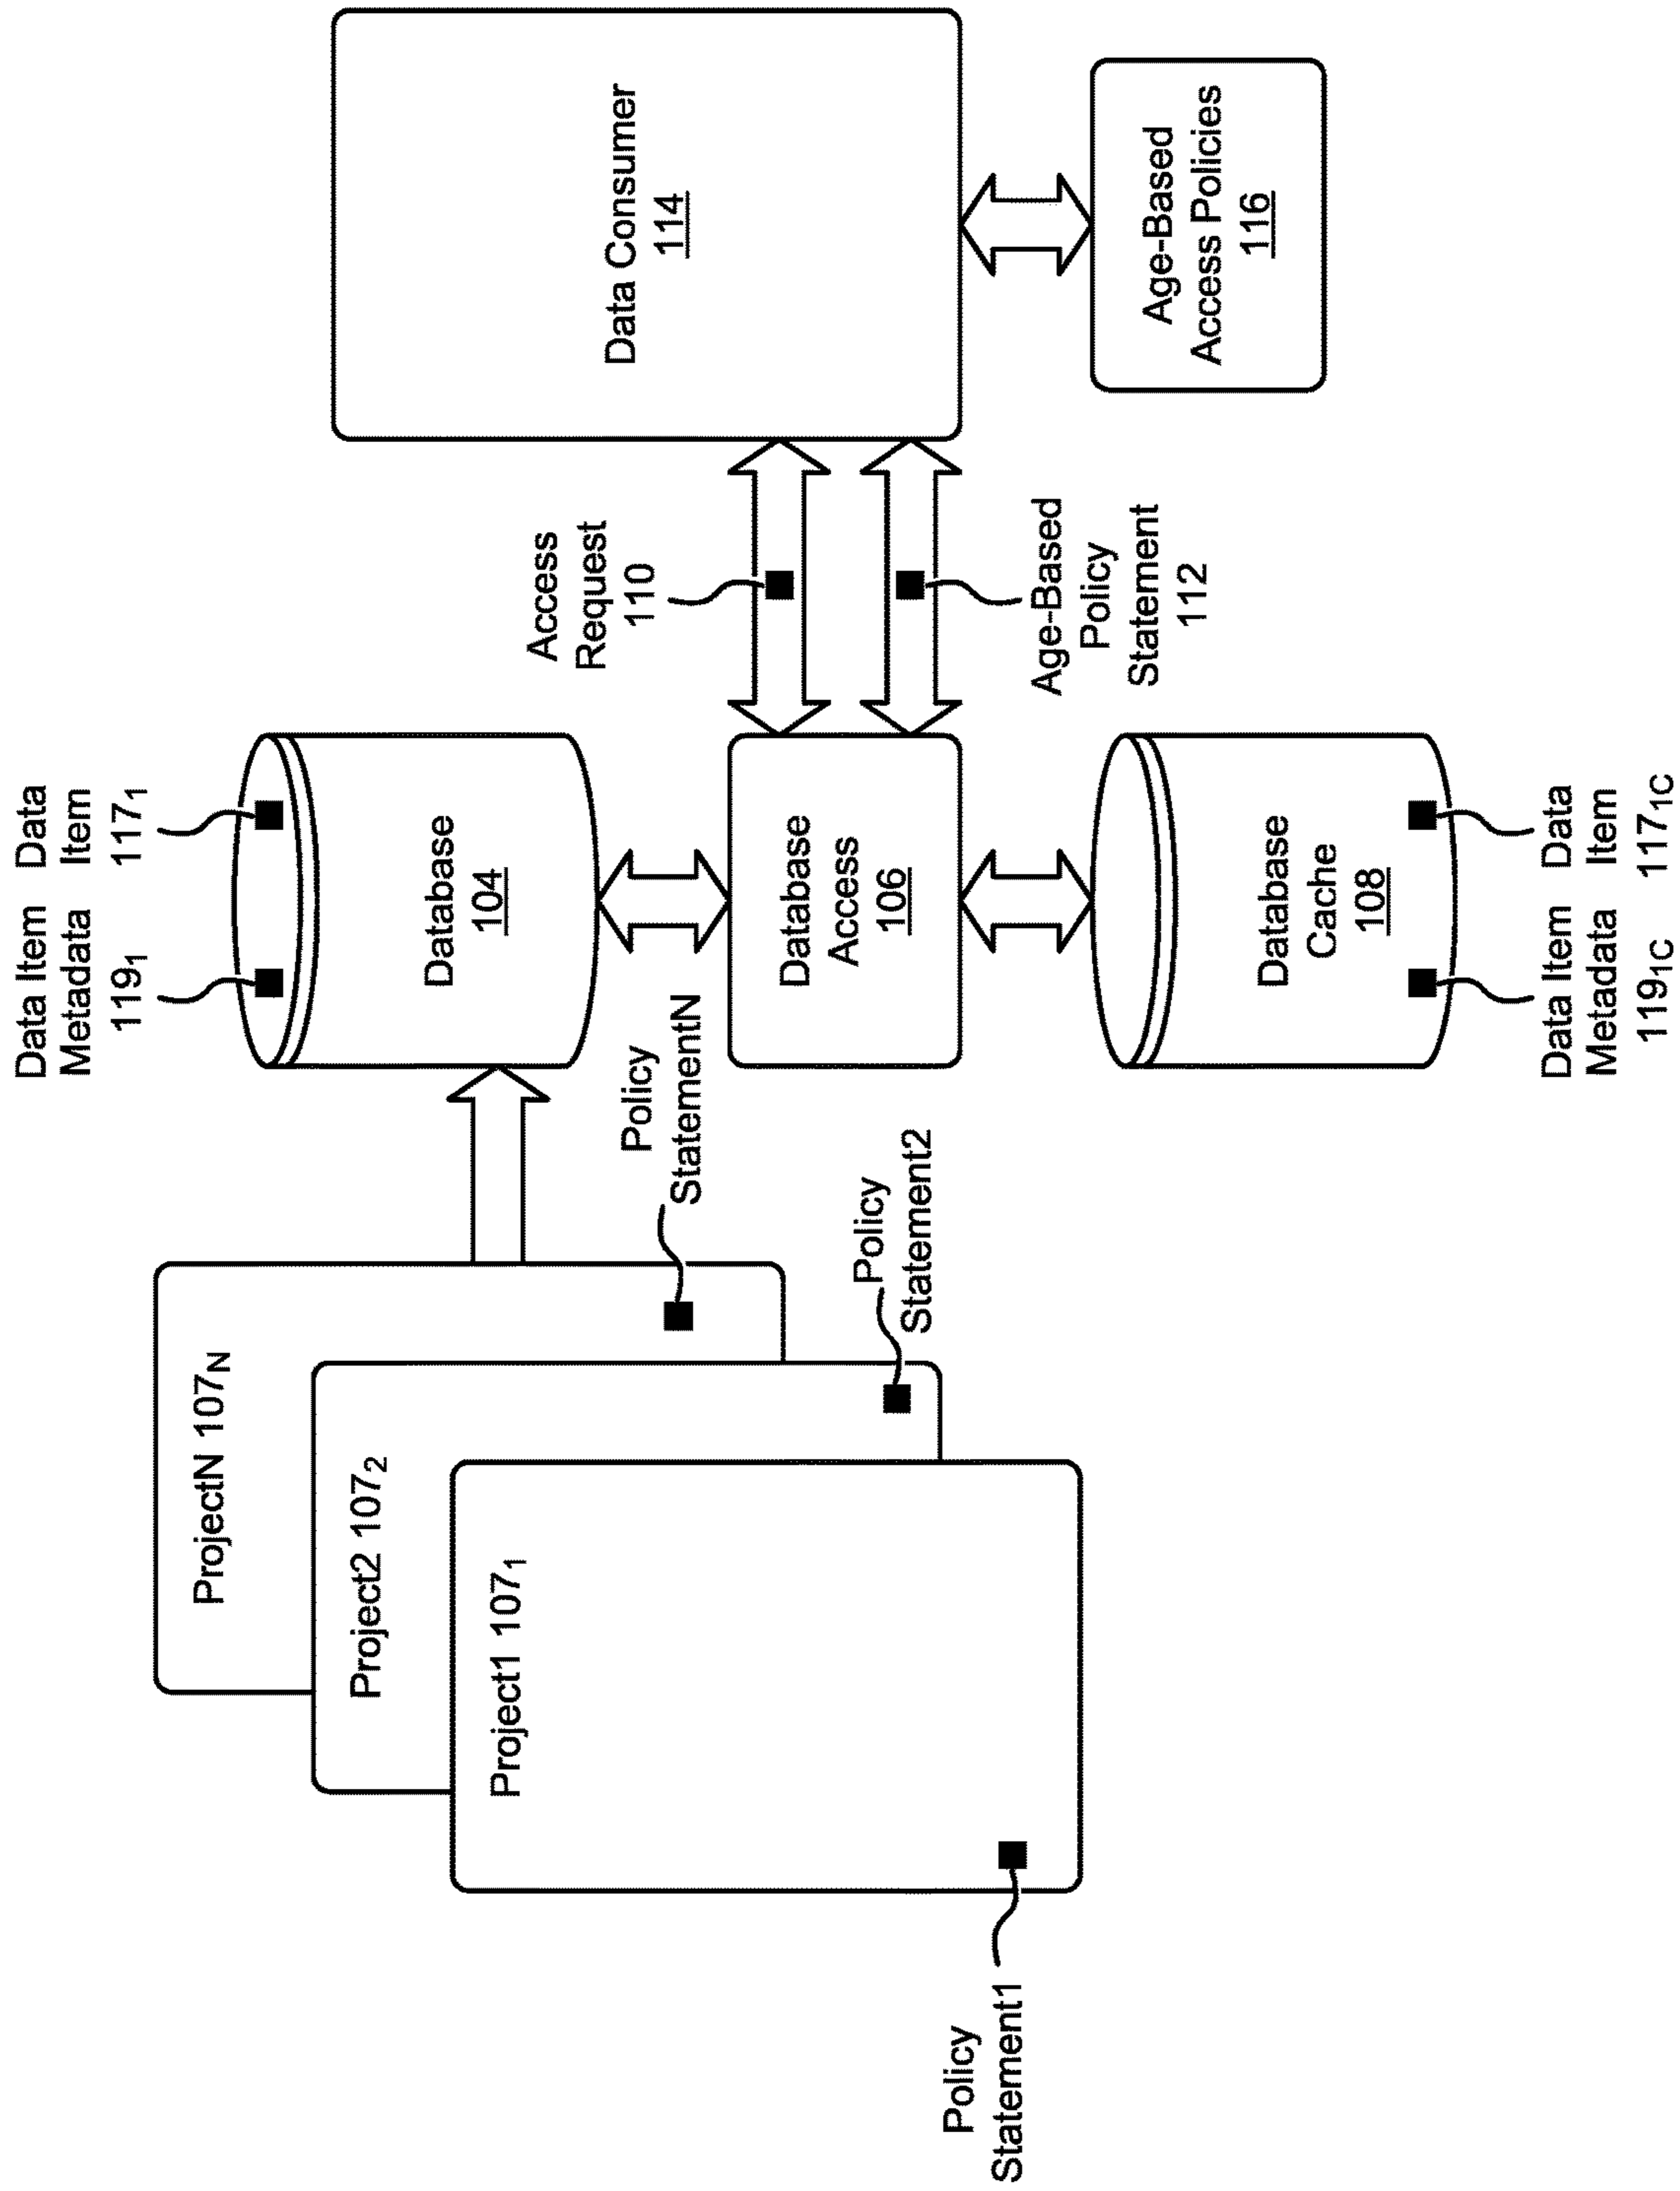 Policy
Statement1
Project1 107₁
Project2 107₂
ProjectN 107N
Policy
Statement2
Policy
StatementN
Data Item
Metadata
119₁
Data
Item
117₁
Database
104
Database
Access
106
Database
Cache
108
Data Item
Metadata
119₁C
Data
Item
117₁C
Access
Request
110
Age-Based
Policy
Statement
112
Data Consumer
114
Age-Based
Access Policies
116